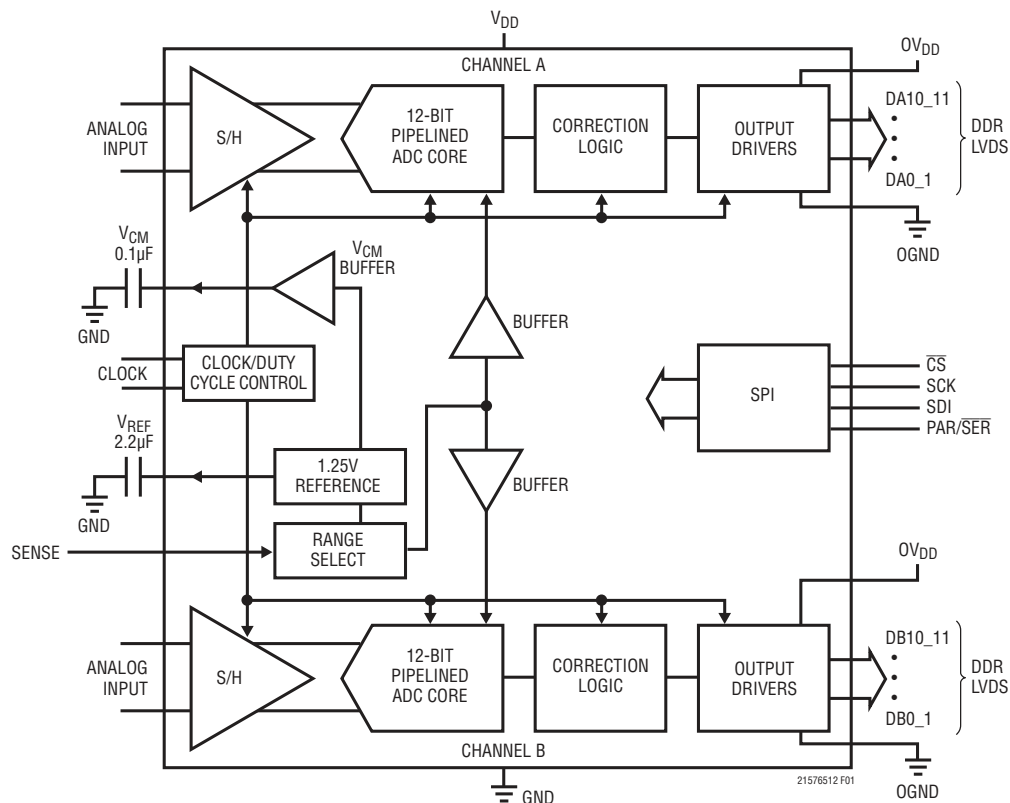 VDD
CHANNEL A
OVDD
ANALOG
INPUT
S/H
12-BIT
PIPELINED
ADC CORE
CORRECTION
LOGIC
OUTPUT
DRIVERS
DA10_11
•
•
•
DA0_1
DDR
LVDS
OGND
VCM
0.1µF
GND
VCM
BUFFER
BUFFER
CLOCK
CLOCK/DUTY
CYCLE CONTROL
SPI
CS
SCK
SDI
PAR/SER
VREF
2.2µF
GND
1.25V
REFERENCE
BUFFER
SENSE
RANGE
SELECT
OVDD
ANALOG
INPUT
S/H
12-BIT
PIPELINED
ADC CORE
CORRECTION
LOGIC
OUTPUT
DRIVERS
DB10_11
•
•
•
DB0_1
DDR
LVDS
CHANNEL B
GND
21576512 F01
OGND